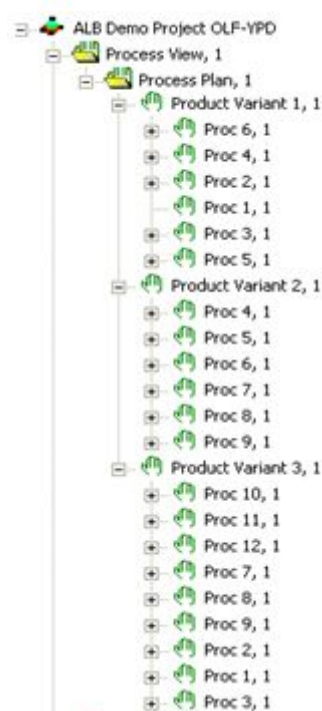 ALB Demo Project OLF-YPD
Process View, 1
Process Plan, 1
Product Variant 1, 1
Proc 6, 1
Proc 4, 1
Proc 2, 1
Proc 1, 1
Proc 3, 1
Proc 5, 1
Product Variant 2, 1
Proc 4, 1
Proc 5, 1
Proc 6, 1
Proc 7, 1
Proc 8, 1
Proc 9, 1
Product Variant 3, 1
Proc 10, 1
Proc 11, 1
Proc 12, 1
Proc 7, 1
Proc 8, 1
Proc 9, 1
Proc 2, 1
Proc 1, 1
Proc 3, 1